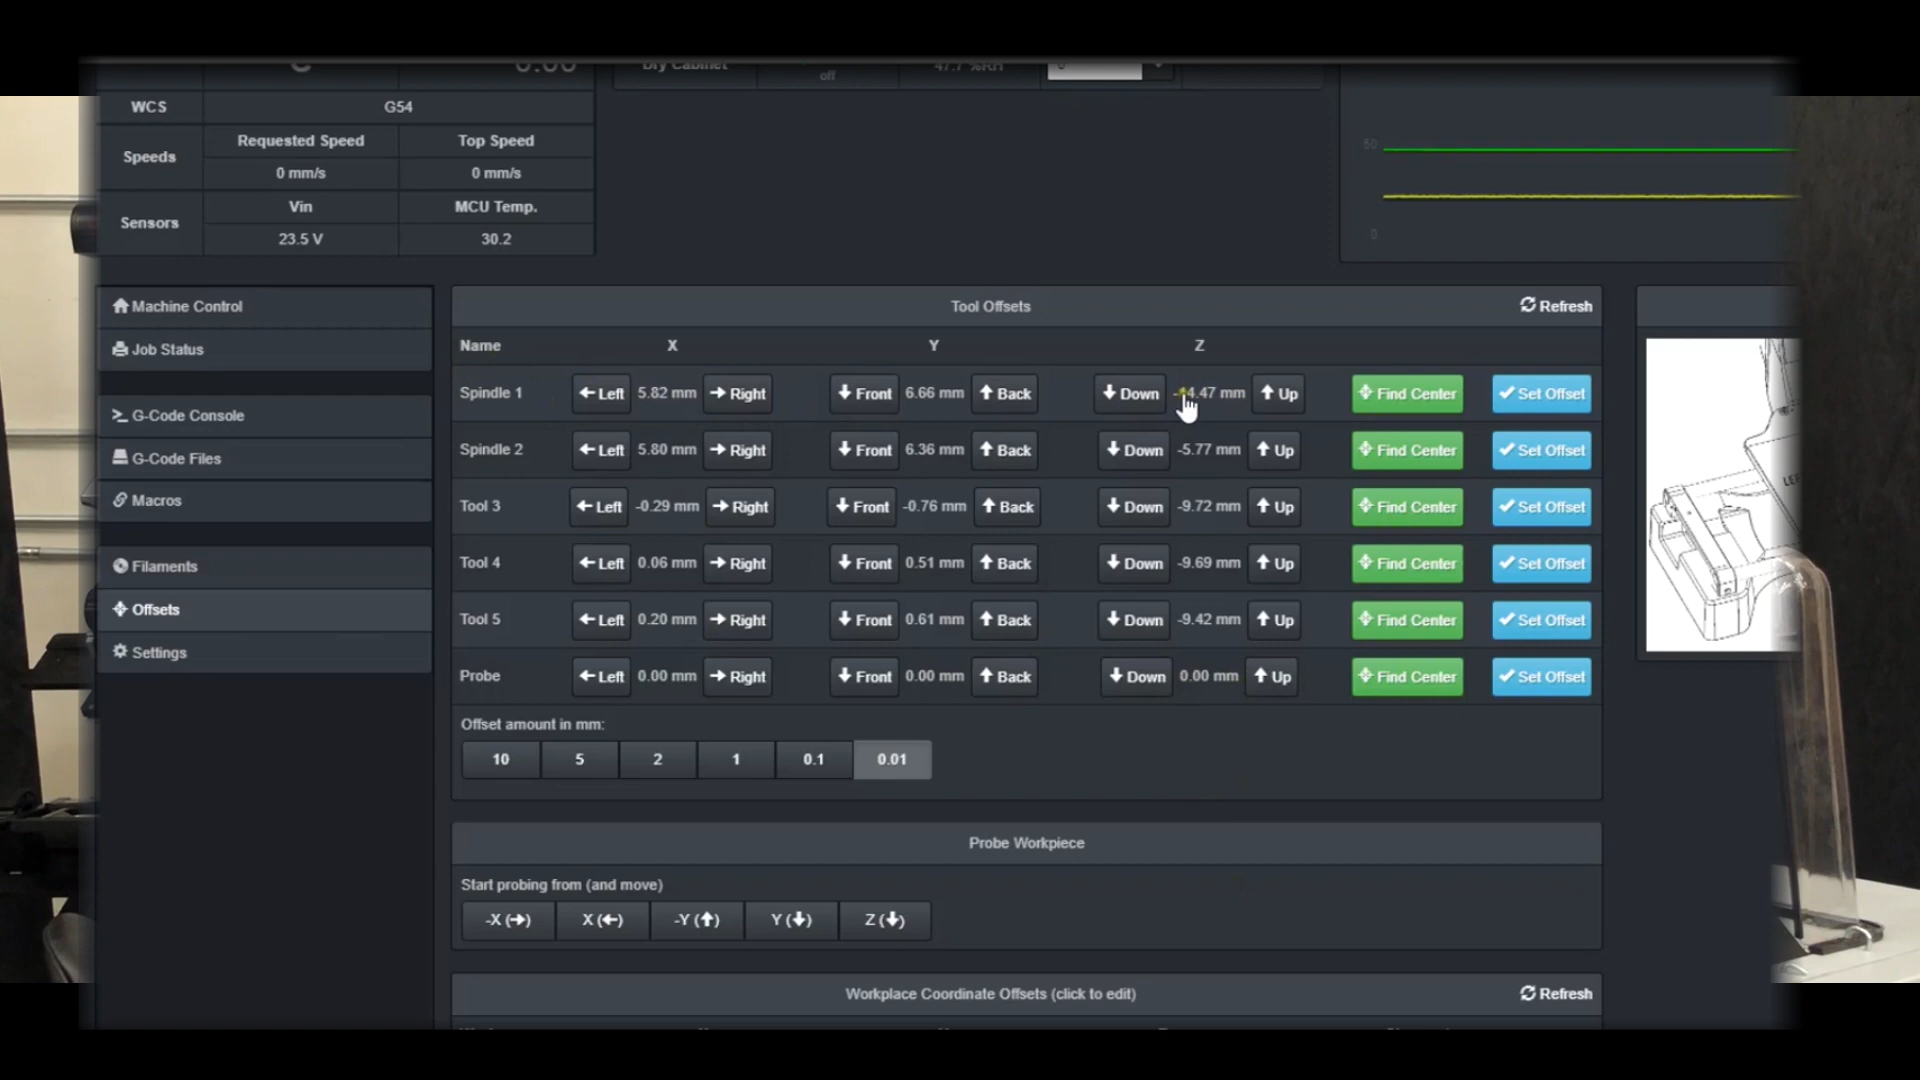 off
WCS G54
Speeds Requested Speed Top Speed
0 mm/s 0 mm/s
Sensors Vin MCU Temp.
23.5 V 30.2
50
0
Machine Control
Job Status
G-Code Console
G-Code Files
Macros
Filaments
Offsets
Settings
Tool Offsets Refresh
Name X Y Z
Spindle 1 Left 5.82 mm Right Front 6.66 mm Back Down Up Find Center Set Offset
Spindle 2 Left 5.80 mm Right Front 6.36 mm Back Down -5.77 mm Up Find Center Set Offset
Tool 3 Left -0.29 mm Right Front -0.76 mm Back Down -9.72 mm Up Find Center Set Offset
Tool 4 Left 0.06 mm Right Front 0.51 mm Back Down -9.69 mm Up Find Center Set Offset
Tool 5 Left 0.20 mm Right Front 0.61 mm Back Down -9.42 mm Up Find Center Set Offset
Probe Left 0.00 mm Right Front 0.00 mm Back Down 0.00 mm Up Find Center Set Offset
Offset amount in mm:
10 5 2 1 0.1 0.01
Probe Workpiece
Start probing from (and move)
-X (→) X (←) -Y (↑) Y (↓) Z (↓)
Workplace Coordinate Offsets (click to edit) Refresh